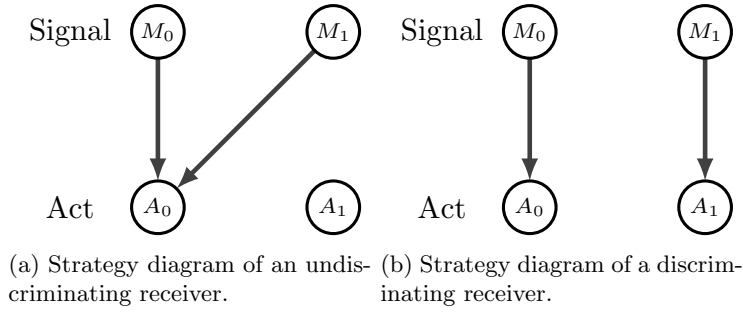 Signal M₀ M₁ Signal M₀ M₁
Act A₀ A₁ Act A₀ A₁
(a) Strategy diagram of an undis-
criminating receiver.
(b) Strategy diagram of a discrim-
inating receiver.